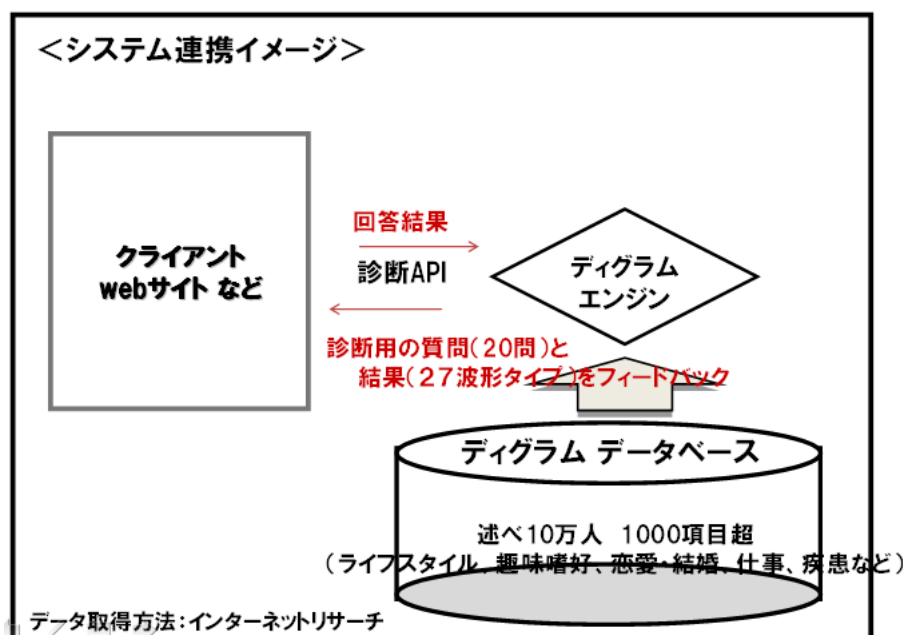 ＜システム連携イメージ＞
クライアント
webサイト など
回答結果
診断API
診断用の質問(20問)と
結果(27波形タイプ)をフィードバック
ディグラム
エンジン
ディグラム データベース
述べ10万人 1000項目超
(ライフスタイル、趣味嗜好、恋愛・結婚、仕事、疾患など)
データ取得方法：インターネットリサーチ